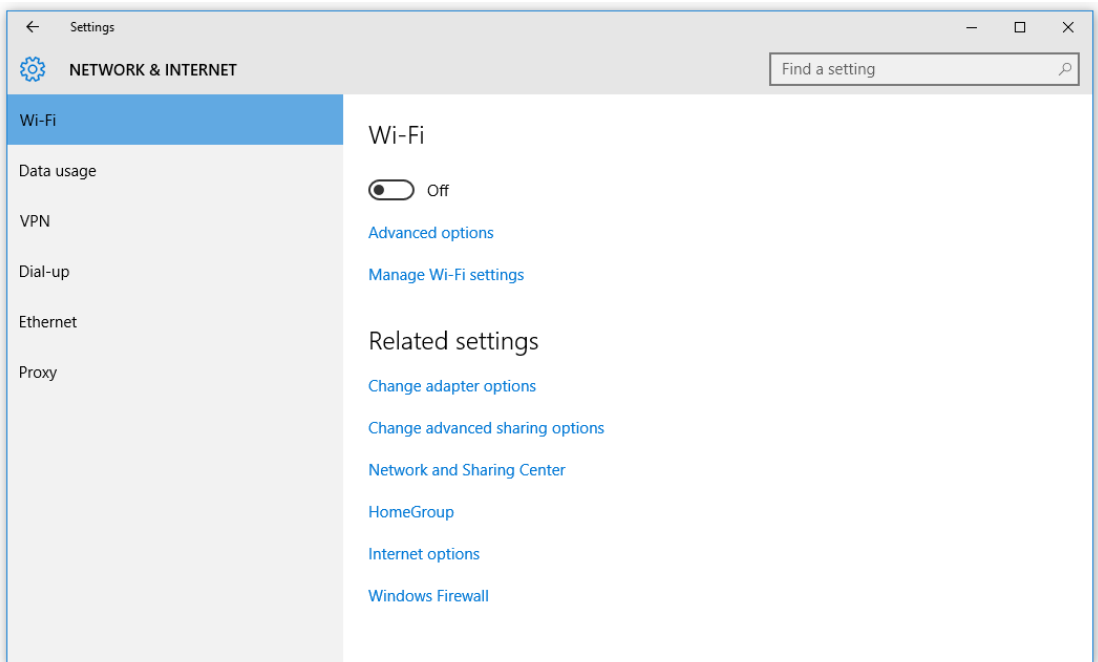 Settings
NETWORK & INTERNET
Find a setting
Wi-Fi
Data usage
VPN
Dial-up
Ethernet
Proxy
Wi-Fi
Off
Advanced options
Manage Wi-Fi settings
Related settings
Change adapter options
Change advanced sharing options
Network and Sharing Center
HomeGroup
Internet options
Windows Firewall